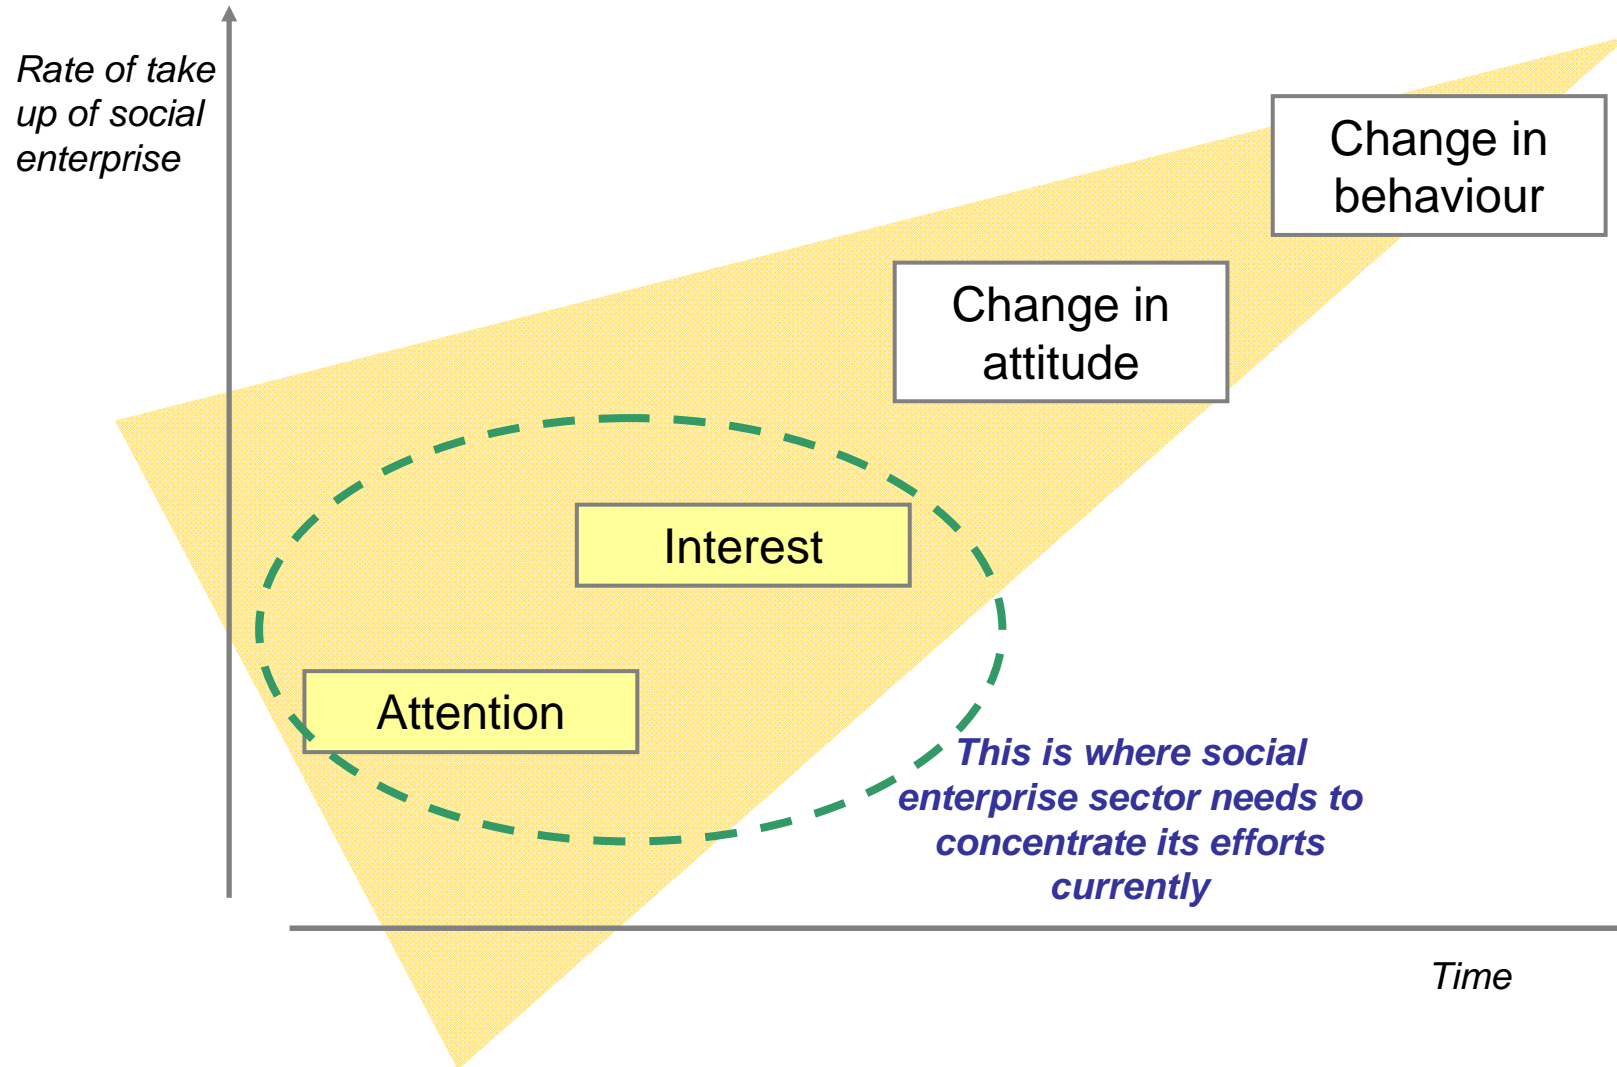 Rate of take
up of social
enterprise
Change in
behaviour
Change in
attitude
Interest
Attention
This is where social
enterprise sector needs to
concentrate its efforts
currently
Time